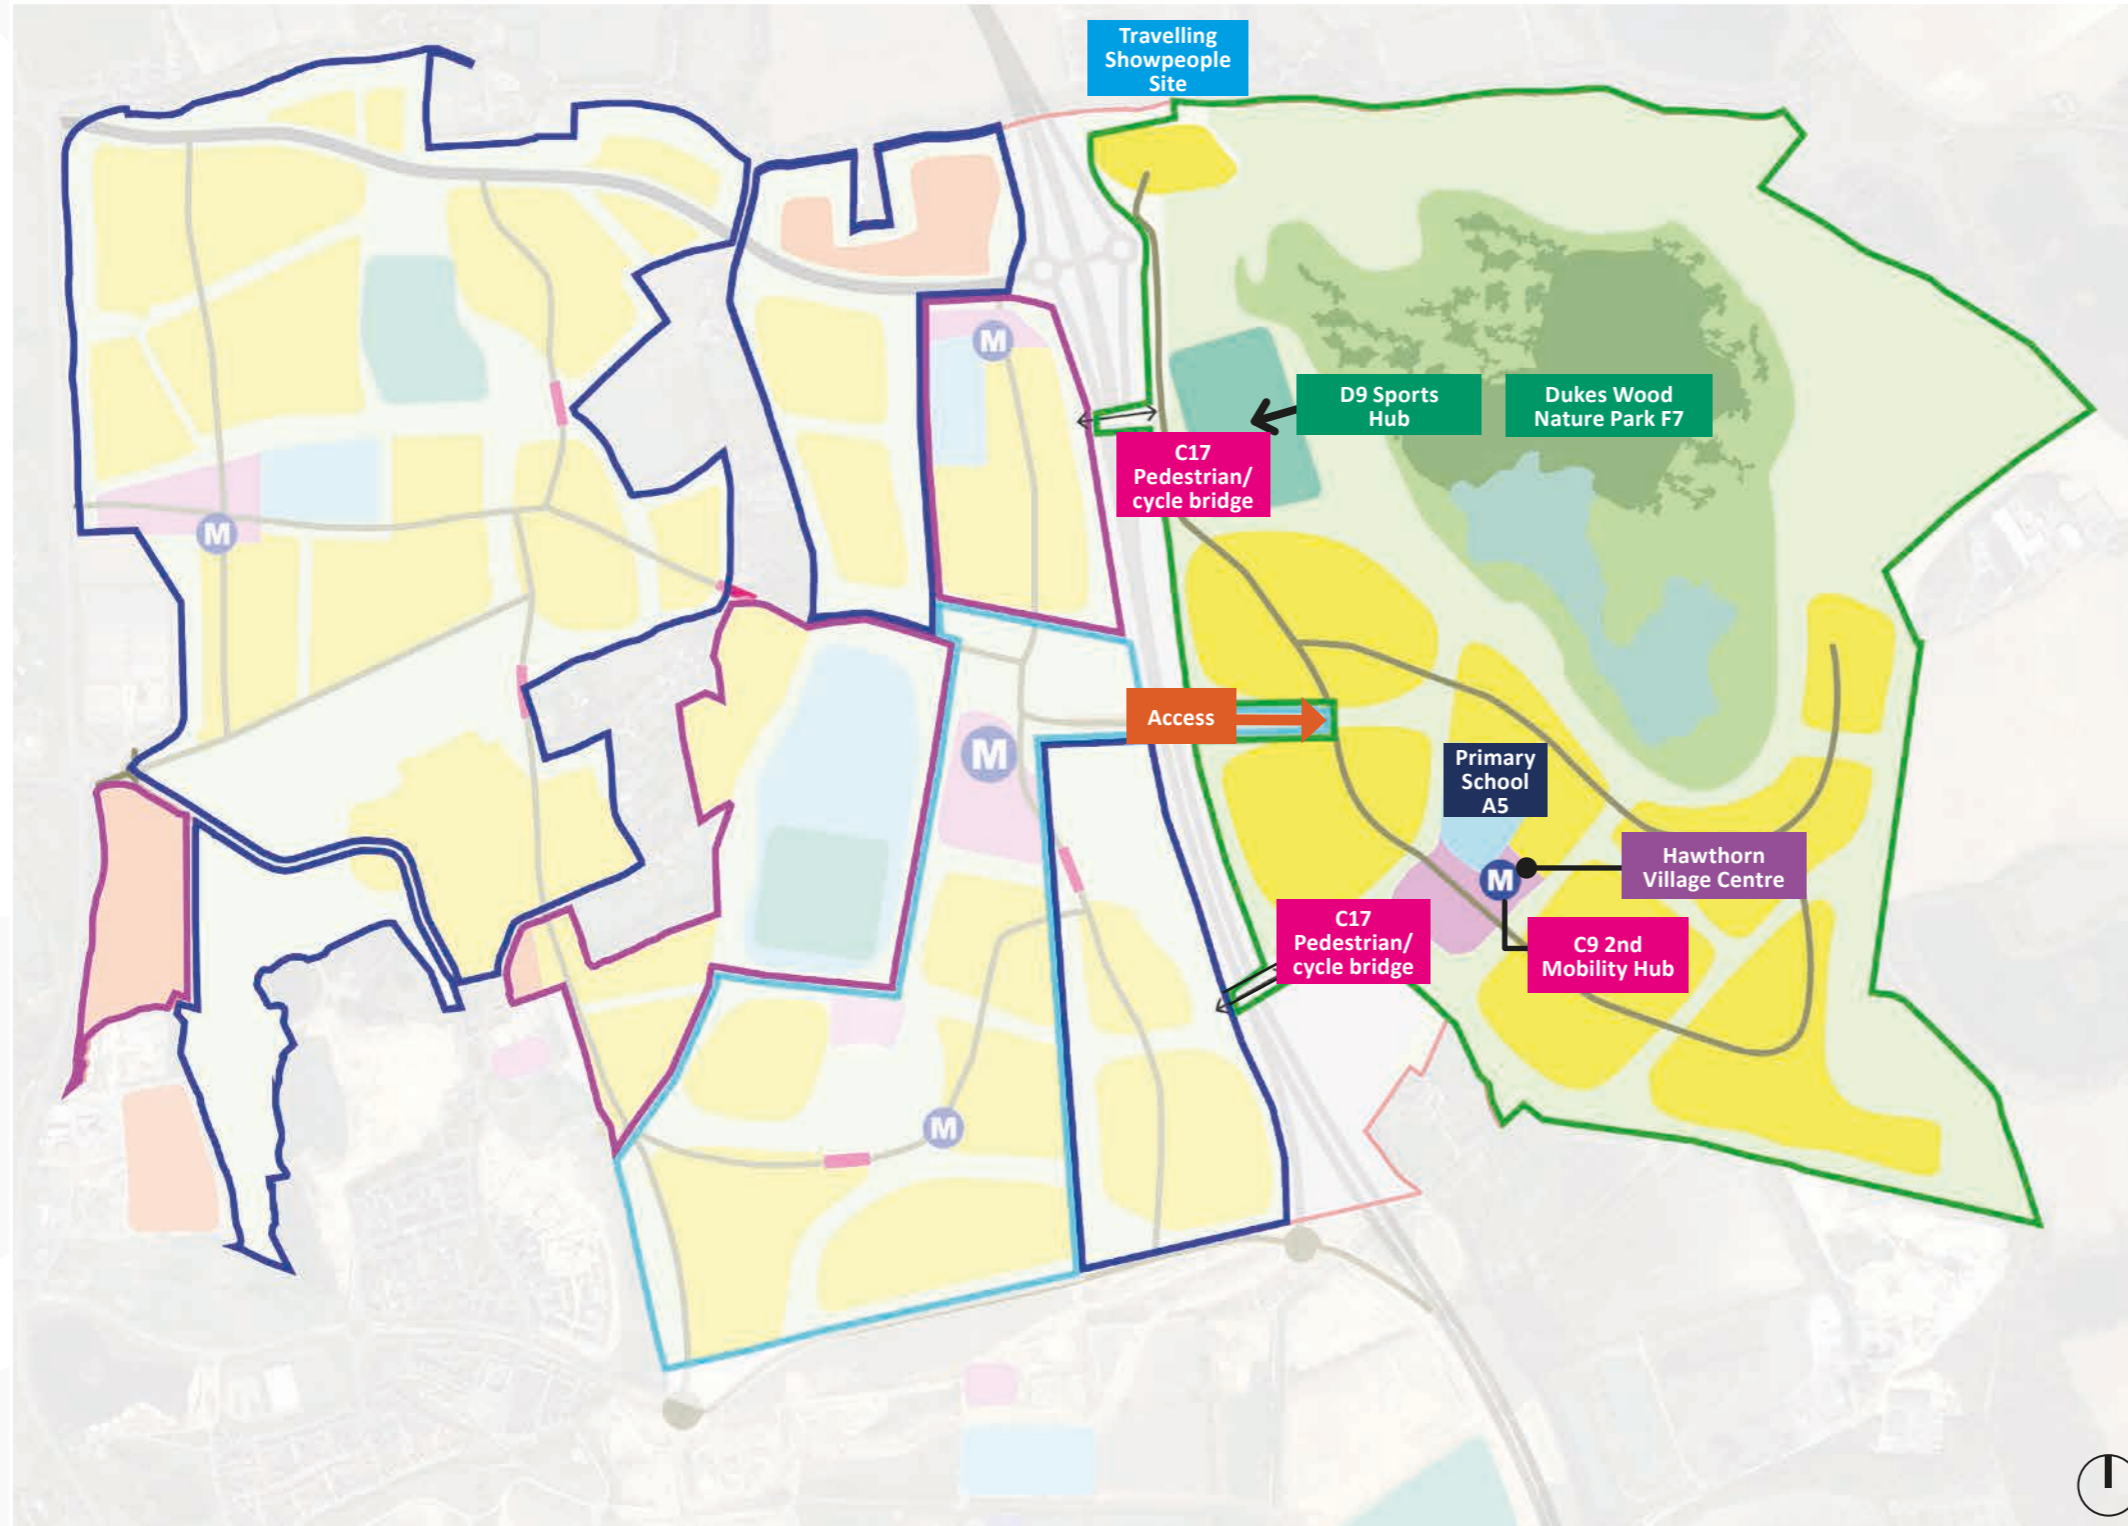 Travelling
Showpeople
Site
M
D9 Sports
Hub
Dukes Wood
Nature Park F7
C17
Pedestrian/
cycle bridge
M
Access
M
Primary
School
A5
Hawthorn
Village Centre
M
C17
Pedestrian/
cycle bridge
C9 2nd
Mobility Hub
M